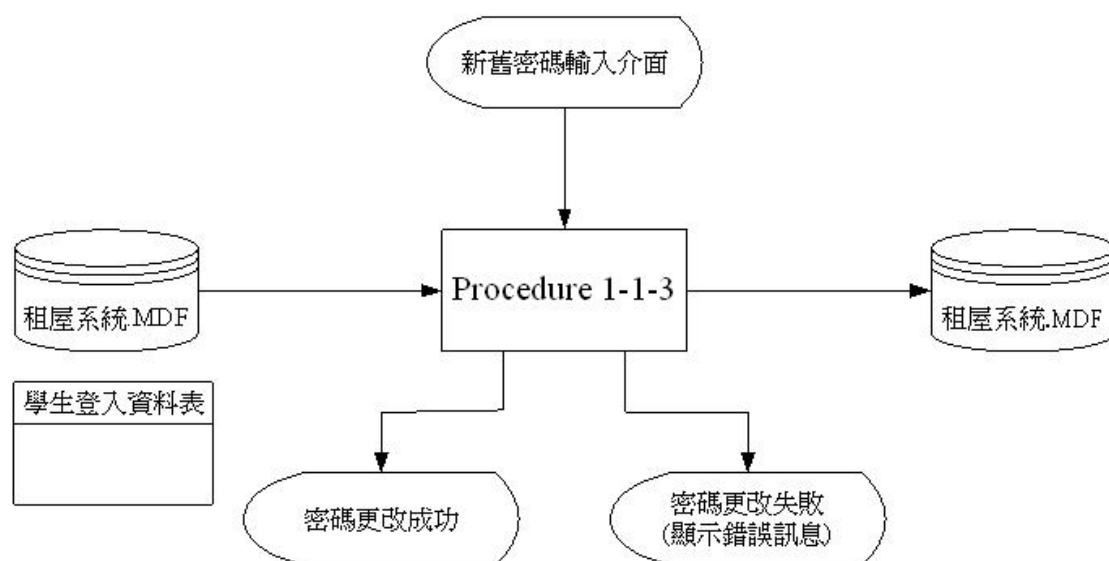 新舊密碼輸入介面
Procedure 1-1-3
租屋系統.MDF
租屋系統.MDF
學生登入資料表
密碼更改成功
密碼更改失敗
(顯示錯誤訊息)